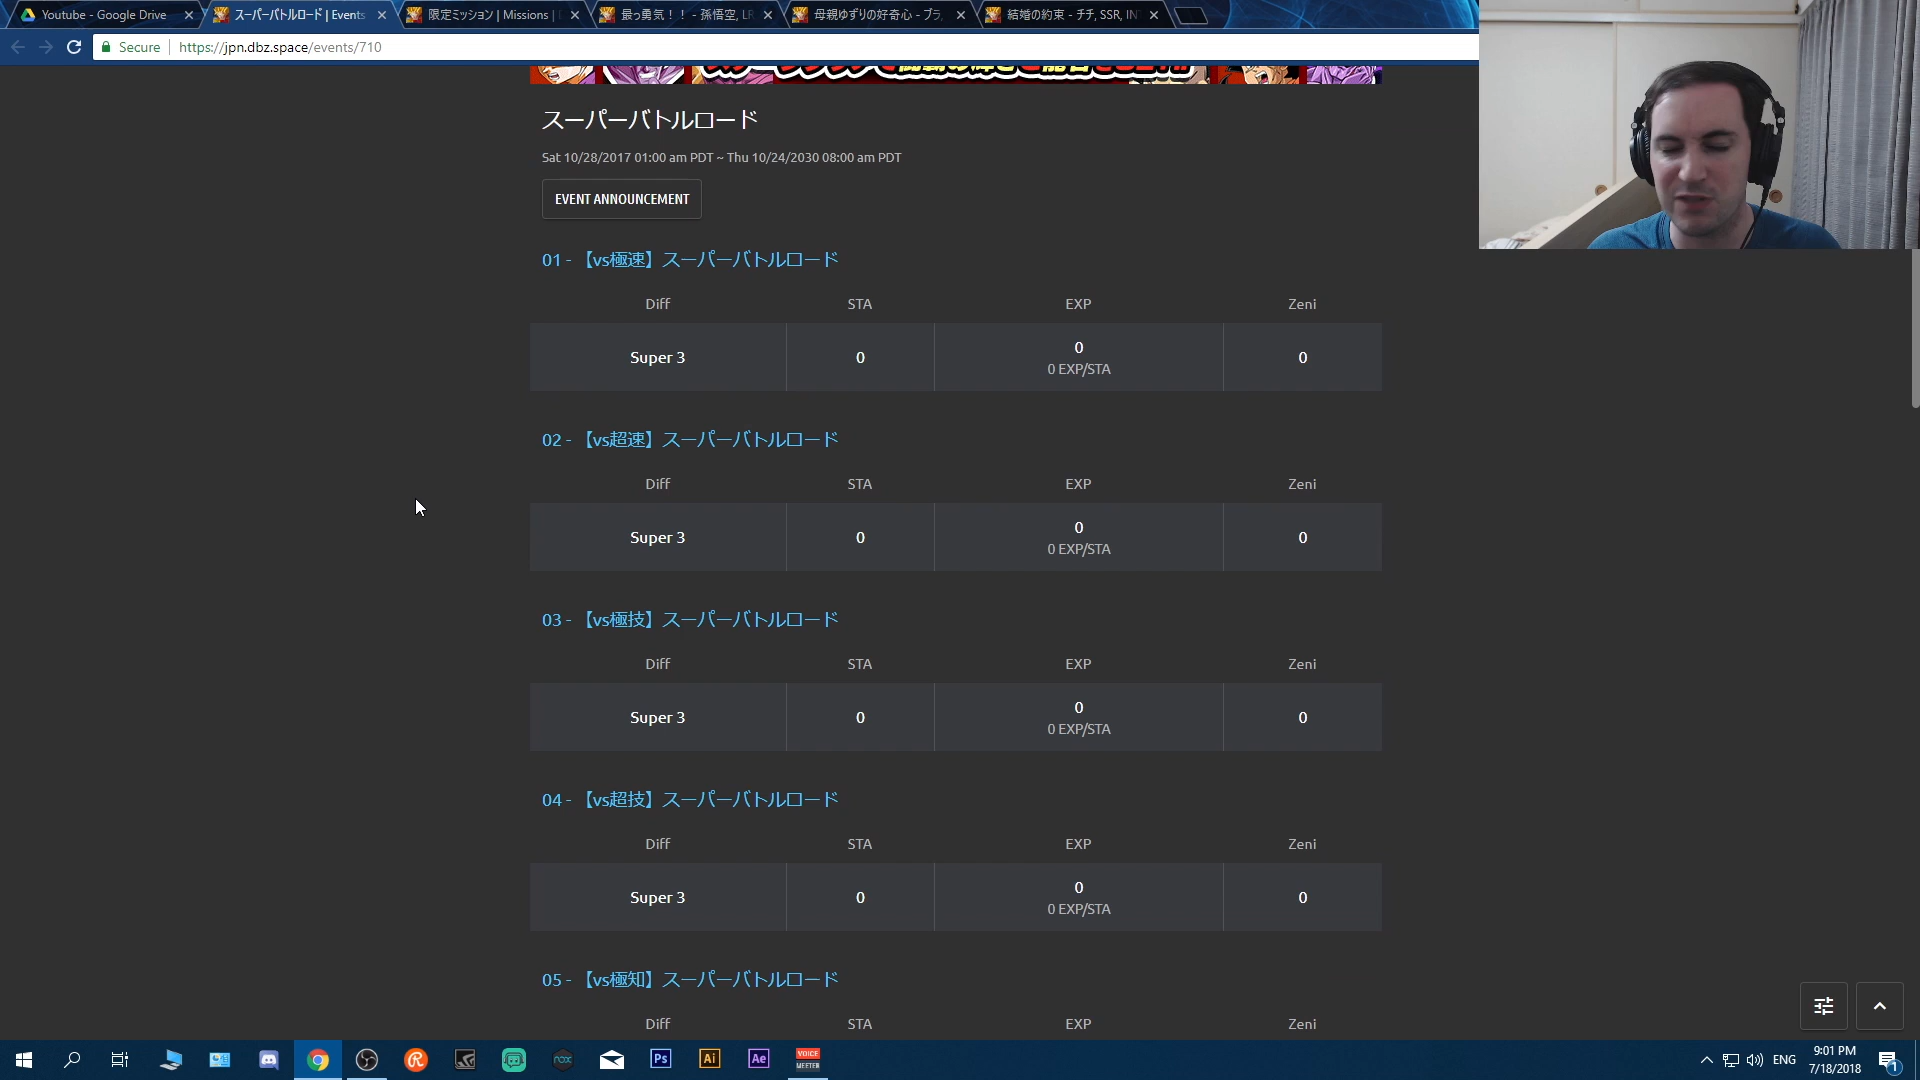 Youtube - Google Drive
スーパーバトルロード | Events
限定ミッション | Missions |
最っ勇気！！ - 孫悟空, LR
母親ゆずりの好奇心 - ブラ,
結婚の約束 - チチ, SSR, INT
Secure
https://jpn.dbz.space/events/710
スーパーバトルロード
Sat 10/28/2017 01:00 am PDT ~ Thu 10/24/2030 08:00 am PDT
EVENT ANNOUNCEMENT
01 - 【vs極速】スーパーバトルロード
Diff STA EXP Zeni
Super 3 0 0 0
0 EXP/STA
02 - 【vs超速】スーパーバトルロード
Diff STA EXP Zeni
Super 3 0 0 0
0 EXP/STA
03 - 【vs極技】スーパーバトルロード
Diff STA EXP Zeni
Super 3 0 0 0
0 EXP/STA
04 - 【vs超技】スーパーバトルロード
Diff STA EXP Zeni
Super 3 0 0 0
0 EXP/STA
05 - 【vs極知】スーパーバトルロード
Diff STA EXP Zeni
nox
Ps
Ai
Ae
VOICE
MEETER
ENG
9:01 PM
7/18/2018
1